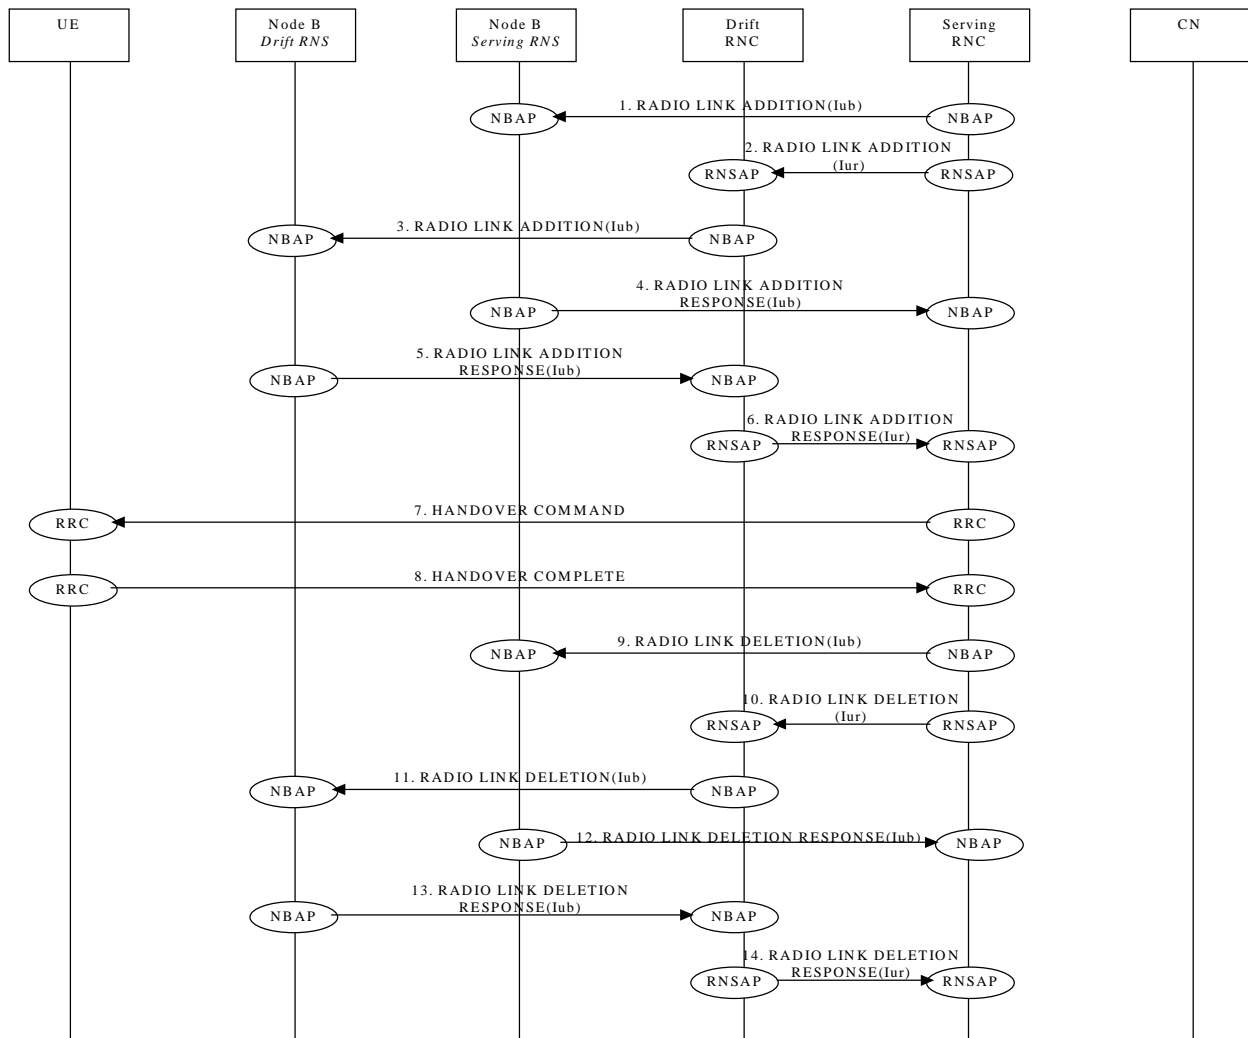 UE
Node B
Drift RNS
Node B
Serving RNS
Drift
RNC
Serving
RNC
CN
1. RADIO LINK ADDITION(Iub)
NBAP
NBAP
2. RADIO LINK ADDITION
(Iur)
RNSAP
RNSAP
3. RADIO LINK ADDITION(Iub)
NBAP
NBAP
4. RADIO LINK ADDITION
RESPONSE(Iub)
NBAP
NBAP
5. RADIO LINK ADDITION
RESPONSE(Iub)
NBAP
NBAP
6. RADIO LINK ADDITION
RESPONSE(Iur)
RNSAP
RNSAP
7. HANDOVER COMMAND
RRC
RRC
8. HANDOVER COMPLETE
RRC
RRC
9. RADIO LINK DELETION(Iub)
NBAP
NBAP
10. RADIO LINK DELETION
(Iur)
RNSAP
RNSAP
11. RADIO LINK DELETION(Iub)
NBAP
NBAP
12. RADIO LINK DELETION RESPONSE(Iub)
NBAP
NBAP
13. RADIO LINK DELETION
RESPONSE(Iub)
NBAP
NBAP
14. RADIO LINK DELETION
RESPONSE(Iur)
RNSAP
RNSAP